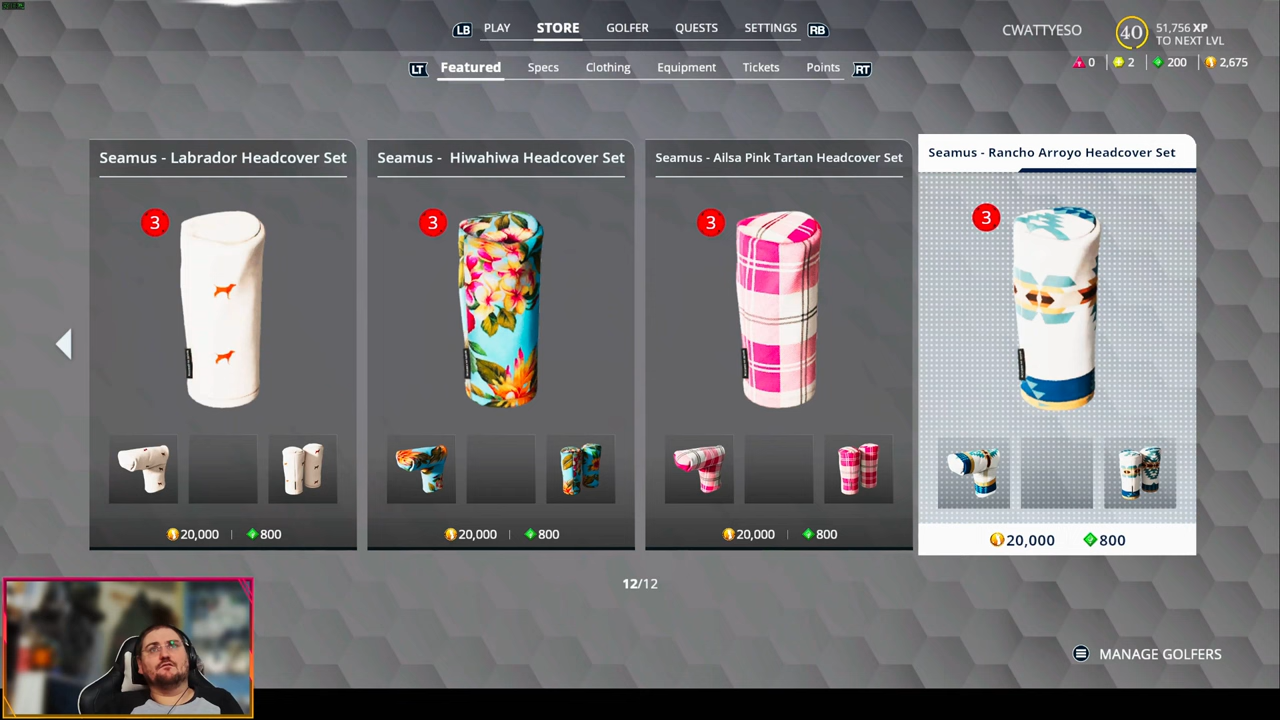 LB PLAY STORE GOLFER QUESTS SETTINGS RB
CWATTYESO
40
51,756 XP
TO NEXT LVL
0 2 200 2,675
LT Featured Specs Clothing Equipment Tickets Points RT
Seamus - Labrador Headcover Set
3
20,000 800
Seamus - Hiwahiwa Headcover Set
3
20,000 800
Seamus - Ailsa Pink Tartan Headcover Set
3
20,000 800
Seamus - Rancho Arroyo Headcover Set
3
20,000 800
12/12
MANAGE GOLFERS